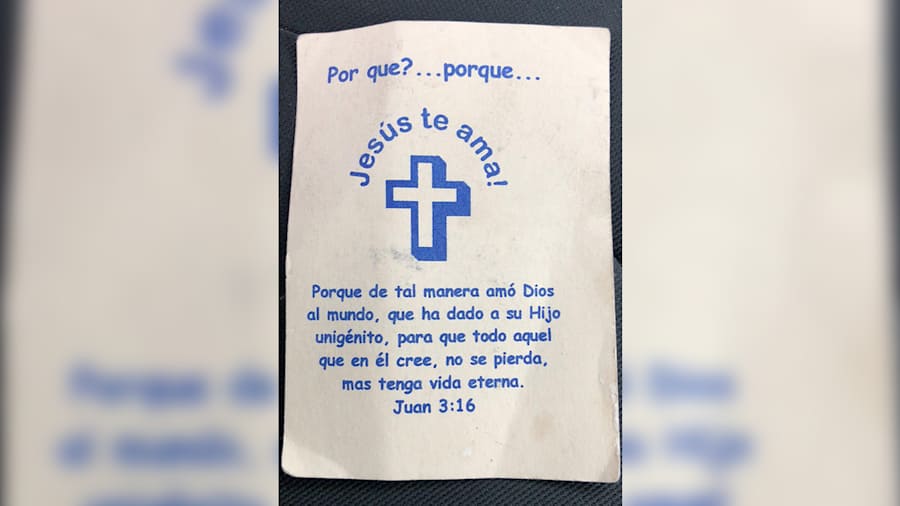 Por que?...porque...
Jesús te ama!
Porque de tal manera amó Dios
al mundo, que ha dado a su Hijo
unigénito, para que todo aquel
que en él cree, no se pierda,
mas tenga vida eterna.
Juan 3:16